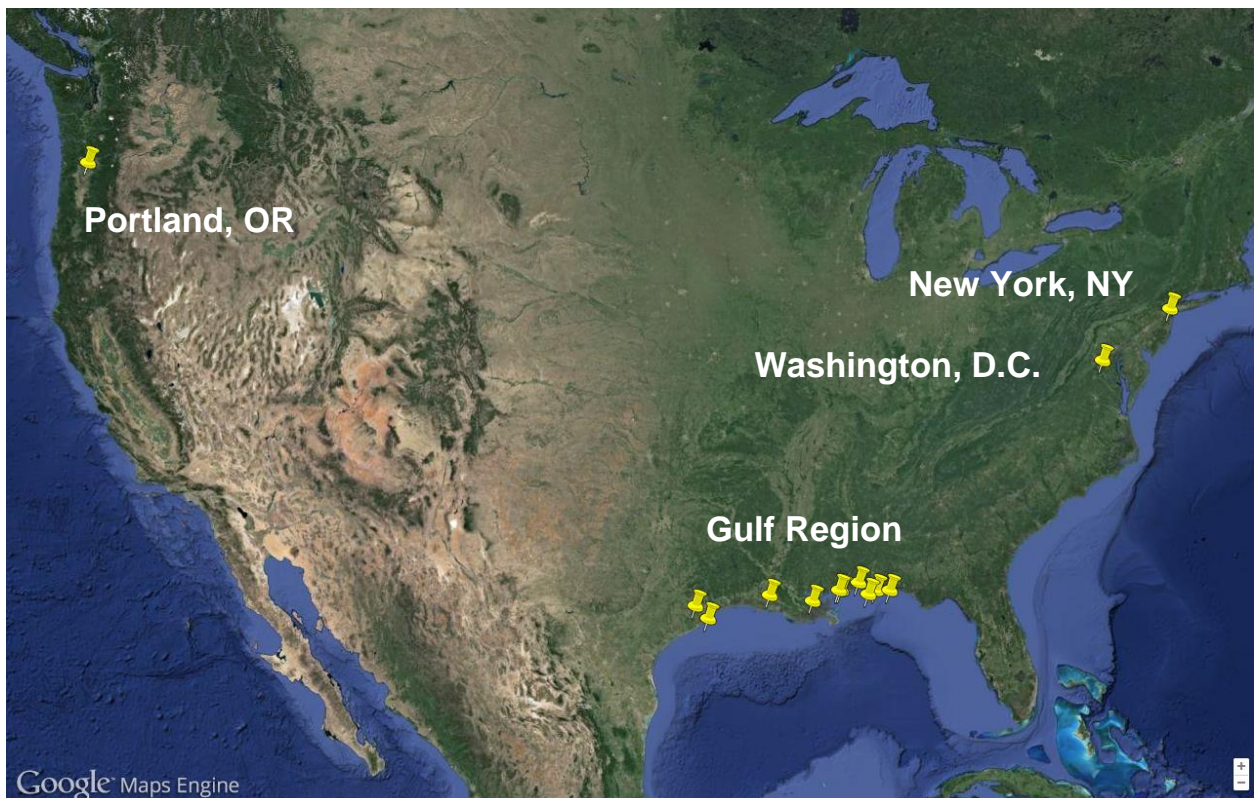 Portland, OR
New York, NY
Washington, D.C.
Gulf Region
Google Maps Engine
+
−